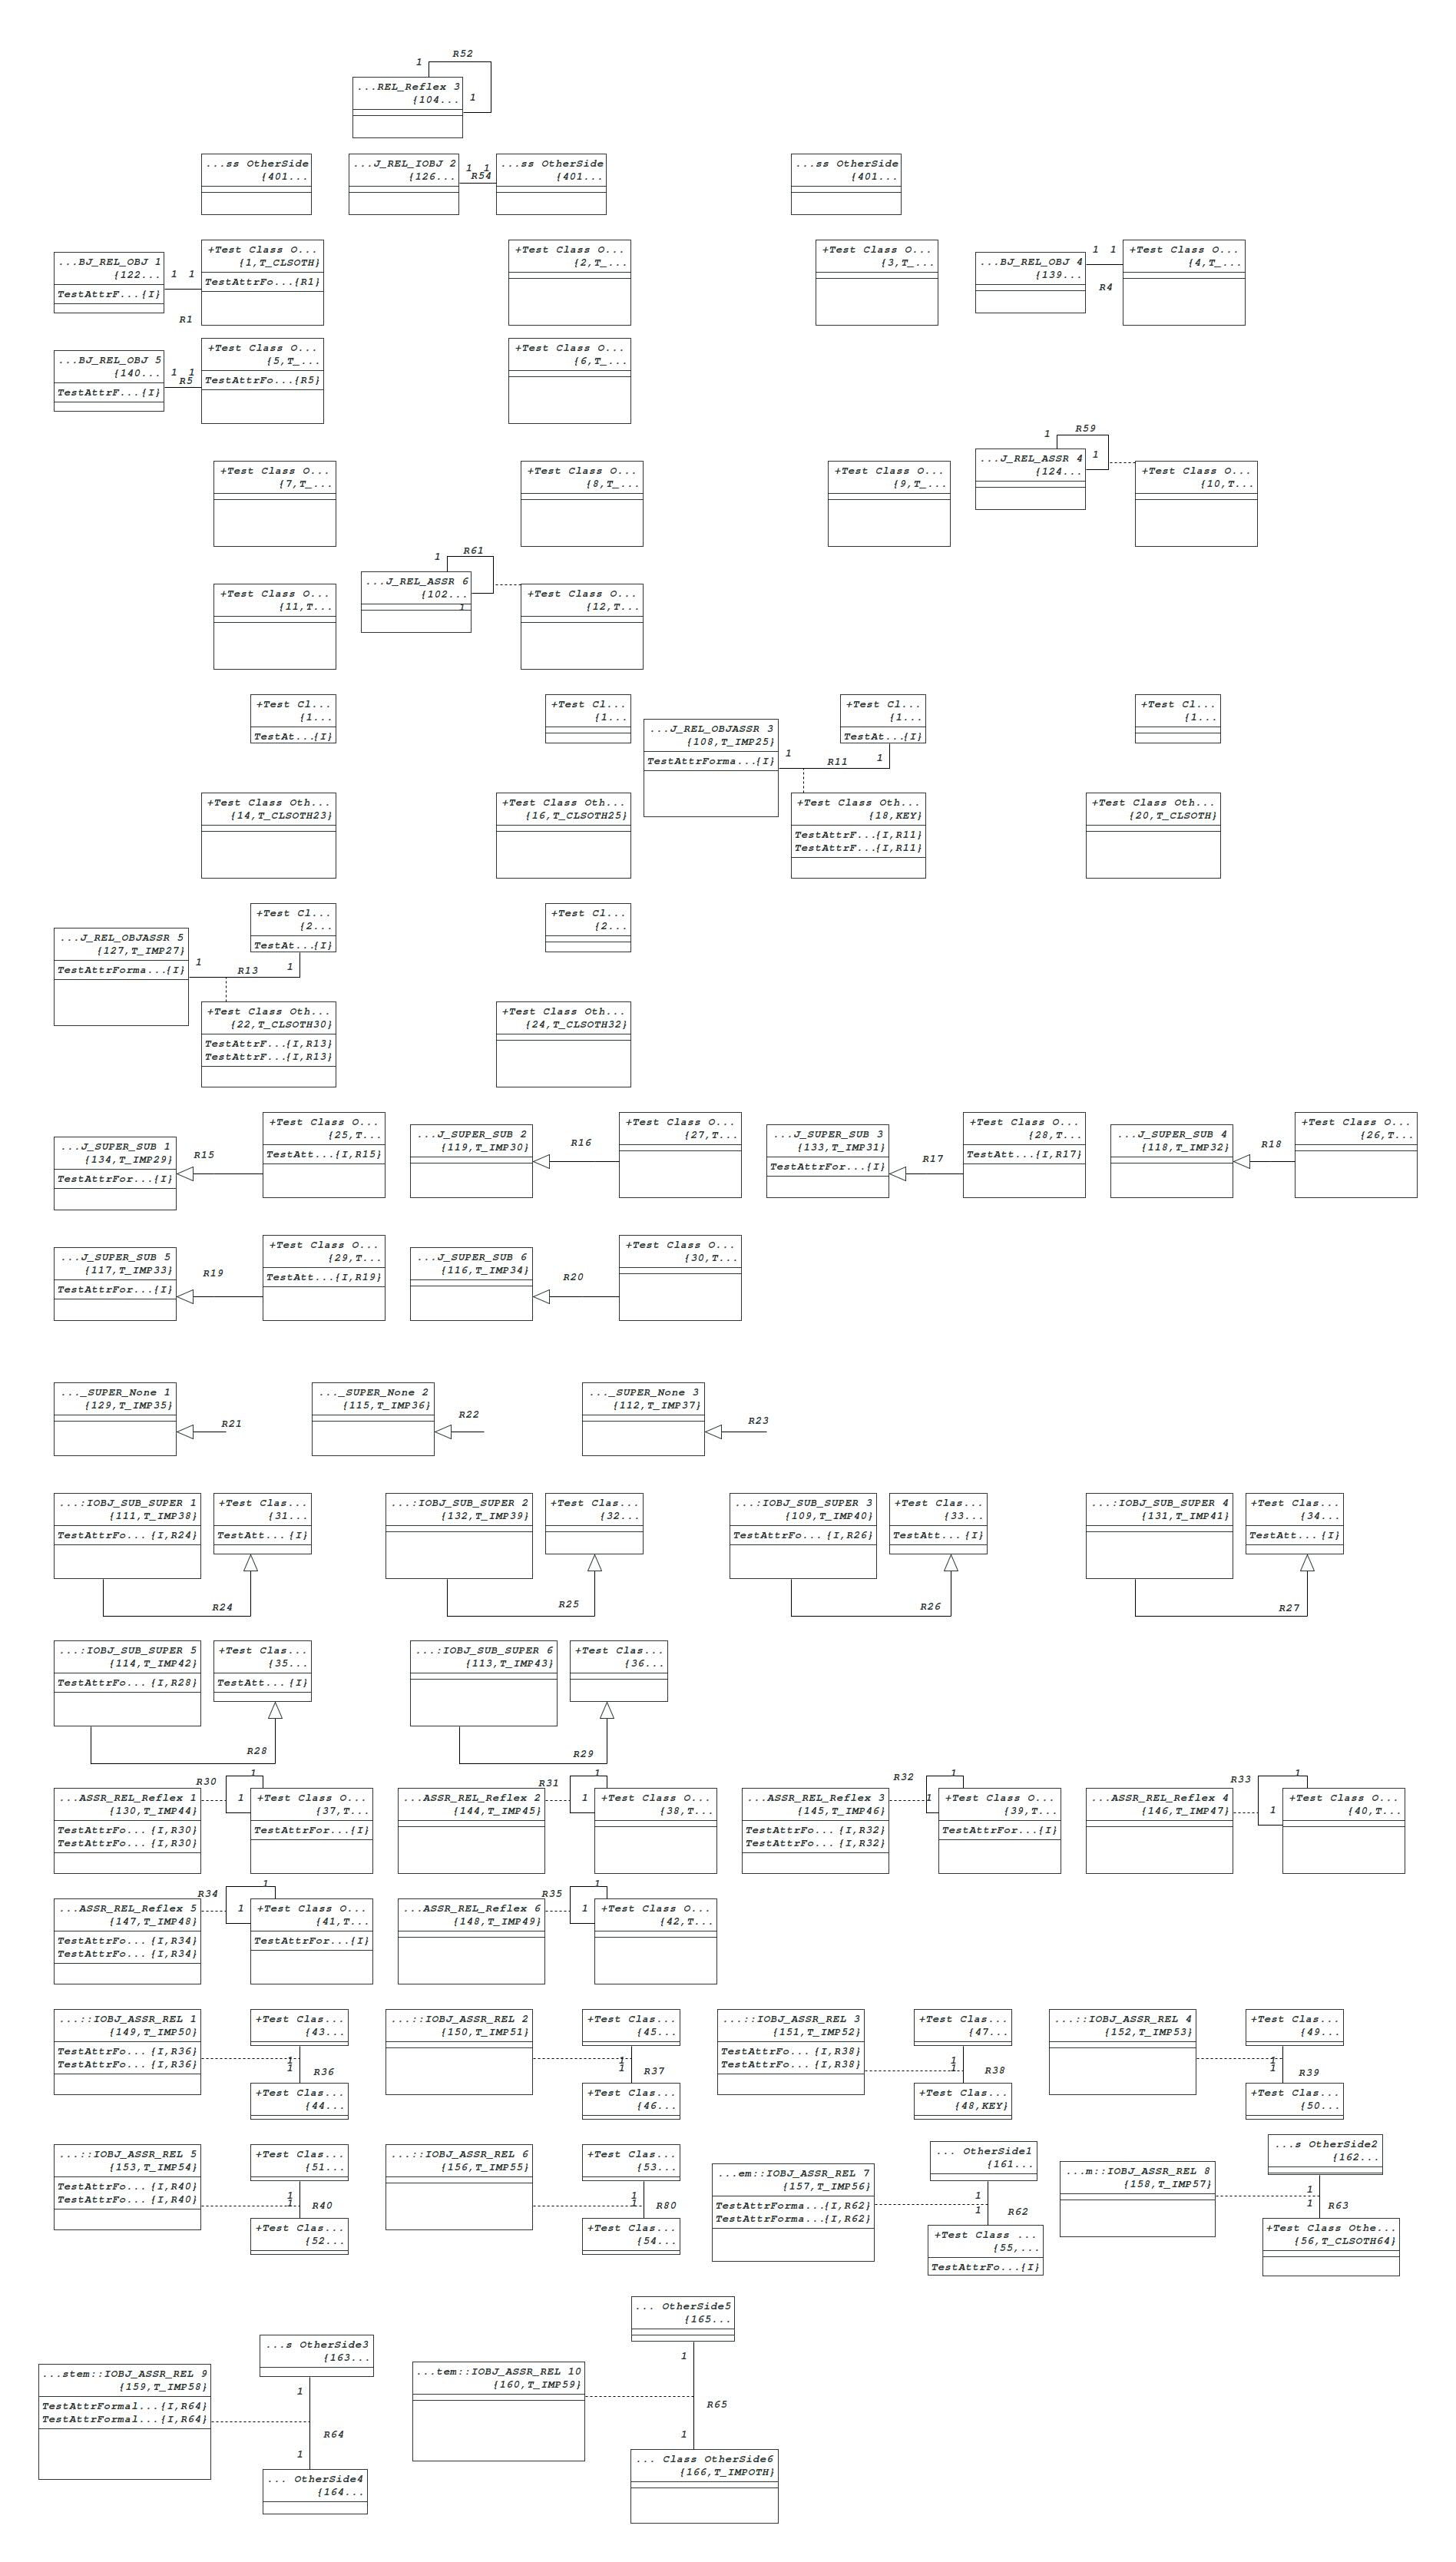 R52
1
...REL_Reflex 3
{104...
1
...ss OtherSide
{401...
...J_REL_IOBJ 2
{126...
1 1
R54
...ss OtherSide
{401...
...ss OtherSide
{401...
...BJ_REL_OBJ 1
{122...
TestAttrF...{I}
1 1
R1
+Test Class O...
{1,T_CLSOTH}
TestAttrFo...{R1}
+Test Class O...
{2,T_...
+Test Class O...
{3,T_...
...BJ_REL_OBJ 4
{139...
1 1
R4
+Test Class O...
{4,T_...
...BJ_REL_OBJ 5
{140...
TestAttrF...{I}
1 1
R5
+Test Class O...
{5,T_...
TestAttrFo...{R5}
+Test Class O...
{6,T_...
+Test Class O...
{7,T_...
+Test Class O...
{8,T_...
+Test Class O...
{9,T_...
1
R59
...J_REL_ASSR 4
{124...
1
+Test Class O...
{10,T...
+Test Class O...
{11,T...
1
R61
...J_REL_ASSR 6
{102...
1
+Test Class O...
{12,T...
+Test Cl...
{1...
TestAt...{I}
+Test Cl...
{1...
...J_REL_OBJASSR 3
{108,T_IMP25}
TestAttrForma...{I}
1
R11
1
+Test Cl...
{1...
TestAt...{I}
+Test Cl...
{1...
+Test Class Oth...
{14,T_CLSOTH23}
+Test Class Oth...
{16,T_CLSOTH25}
+Test Class Oth...
{18,KEY}
TestAttrF...{I,R11}
TestAttrF...{I,R11}
+Test Class Oth...
{20,T_CLSOTH}
...J_REL_OBJASSR 5
{127,T_IMP27}
TestAttrForma...{I}
1
R13
1
+Test Cl...
{2...
TestAt...{I}
+Test Cl...
{2...
+Test Class Oth...
{22,T_CLSOTH30}
TestAttrF...{I,R13}
TestAttrF...{I,R13}
+Test Class Oth...
{24,T_CLSOTH32}
...J_SUPER_SUB 1
{134,T_IMP29}
TestAttrFor...{I}
R15
+Test Class O...
{25,T...
TestAtt...{I,R15}
...J_SUPER_SUB 2
{119,T_IMP30}
R16
+Test Class O...
{27,T...
...J_SUPER_SUB 3
{133,T_IMP31}
TestAttrFor...{I}
R17
+Test Class O...
{28,T...
TestAtt...{I,R17}
...J_SUPER_SUB 4
{118,T_IMP32}
R18
+Test Class O...
{26,T...
...J_SUPER_SUB 5
{117,T_IMP33}
TestAttrFor...{I}
R19
+Test Class O...
{29,T...
TestAtt...{I,R19}
...J_SUPER_SUB 6
{116,T_IMP34}
R20
+Test Class O...
{30,T...
..._SUPER_None 1
{129,T_IMP35}
R21
..._SUPER_None 2
{115,T_IMP36}
R22
..._SUPER_None 3
{112,T_IMP37}
R23
...:IOBJ_SUB_SUPER 1
{111,T_IMP38}
TestAttrFo...{I,R24}
+Test Clas...
{31...
TestAtt...{I}
R24
...:IOBJ_SUB_SUPER 2
{132,T_IMP39}
+Test Clas...
{32...
R25
...:IOBJ_SUB_SUPER 3
{109,T_IMP40}
TestAttrFo...{I,R26}
+Test Clas...
{33...
TestAtt...{I}
R26
...:IOBJ_SUB_SUPER 4
{131,T_IMP41}
+Test Clas...
{34...
TestAtt...{I}
R27
...:IOBJ_SUB_SUPER 5
{114,T_IMP42}
TestAttrFo...{I,R28}
+Test Clas...
{35...
TestAtt...{I}
R28
...:IOBJ_SUB_SUPER 6
{113,T_IMP43}
+Test Clas...
{36...
R29
R30
1
...ASSR_REL_Reflex 1
{130,T_IMP44}
TestAttrFo...{I,R30}
TestAttrFo...{I,R30}
1
+Test Class O...
{37,T...
TestAttrFor...{I}
R31
1
...ASSR_REL_Reflex 2
{144,T_IMP45}
1
+Test Class O...
{38,T...
R32
1
...ASSR_REL_Reflex 3
{145,T_IMP46}
TestAttrFo...{I,R32}
TestAttrFo...{I,R32}
1
+Test Class O...
{39,T...
TestAttrFor...{I}
R33
1
...ASSR_REL_Reflex 4
{146,T_IMP47}
1
+Test Class O...
{40,T...
R34
1
...ASSR_REL_Reflex 5
{147,T_IMP48}
TestAttrFo...{I,R34}
TestAttrFo...{I,R34}
1
+Test Class O...
{41,T...
TestAttrFor...{I}
R35
1
...ASSR_REL_Reflex 6
{148,T_IMP49}
1
+Test Class O...
{42,T...
...::IOBJ_ASSR_REL 1
{149,T_IMP50}
TestAttrFo...{I,R36}
TestAttrFo...{I,R36}
+Test Clas...
{43...
1
1
R36
+Test Clas...
{44...
...::IOBJ_ASSR_REL 2
{150,T_IMP51}
+Test Clas...
{45...
1
1
R37
+Test Clas...
{46...
...::IOBJ_ASSR_REL 3
{151,T_IMP52}
TestAttrFo...{I,R38}
TestAttrFo...{I,R38}
+Test Clas...
{47...
1
1
R38
+Test Clas...
{48,KEY}
...::IOBJ_ASSR_REL 4
{152,T_IMP53}
+Test Clas...
{49...
1
1
R39
+Test Clas...
{50...
...::IOBJ_ASSR_REL 5
{153,T_IMP54}
TestAttrFo...{I,R40}
TestAttrFo...{I,R40}
+Test Clas...
{51...
1
1
R40
+Test Clas...
{52...
...::IOBJ_ASSR_REL 6
{156,T_IMP55}
+Test Clas...
{53...
1
1
R80
+Test Clas...
{54...
...em::IOBJ_ASSR_REL 7
{157,T_IMP56}
TestAttrForma...{I,R62}
TestAttrForma...{I,R62}
... OtherSide1
{161...
1
1
R62
+Test Class ...
{55,...
TestAttrFo...{I}
...m::IOBJ_ASSR_REL 8
{158,T_IMP57}
...s OtherSide2
{162...
1
1
R63
+Test Class Othe...
{56,T_CLSOTH64}
...stem::IOBJ_ASSR_REL 9
{159,T_IMP58}
TestAttrFormal...{I,R64}
TestAttrFormal...{I,R64}
...s OtherSide3
{163...
1
R64
1
... OtherSide4
{164...
...tem::IOBJ_ASSR_REL 10
{160,T_IMP59}
... OtherSide5
{165...
1
R65
1
... Class OtherSide6
{166,T_IMPOTH}